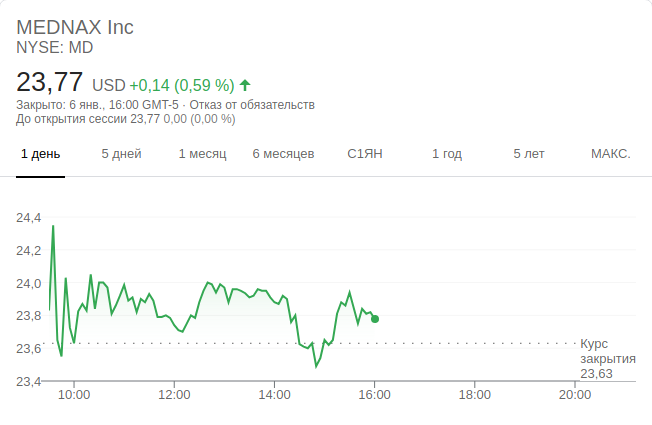 MEDNAX Inc
NYSE: MD
23,77 USD +0,14 (0,59 %)
Закрыто: 6 янв., 16:00 GMT-5 · Отказ от обязательств
До открытия сессии 23,77 0,00 (0,00 %)
1 день 5 дней 1 месяц 6 месяцев С1ЯН 1 год 5 лет МАКС.
24,4
24,2
24,0
23,8
23,6
23,4
Курс
закрытия
23,63
10:00 12:00 14:00 16:00 18:00 20:00